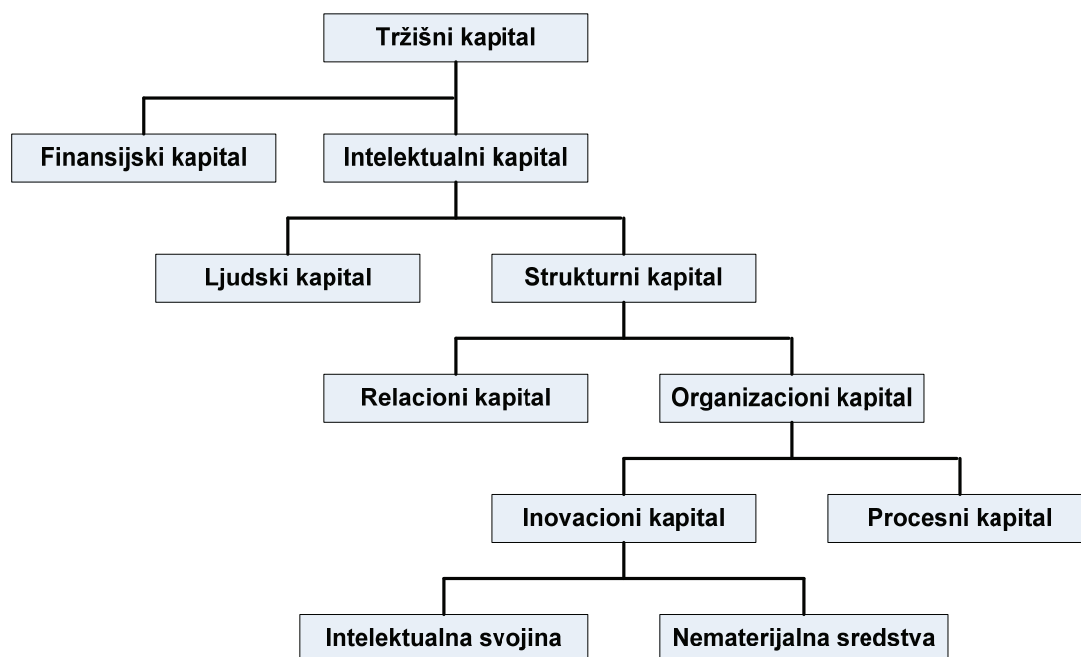 Tržišni kapital
Finansijski kapital
Intelektualni kapital
Ljudski kapital
Strukturni kapital
Relacioni kapital
Organizacioni kapital
Inovacioni kapital
Procesni kapital
Intelektualna svojina
Nematerijalna sredstva